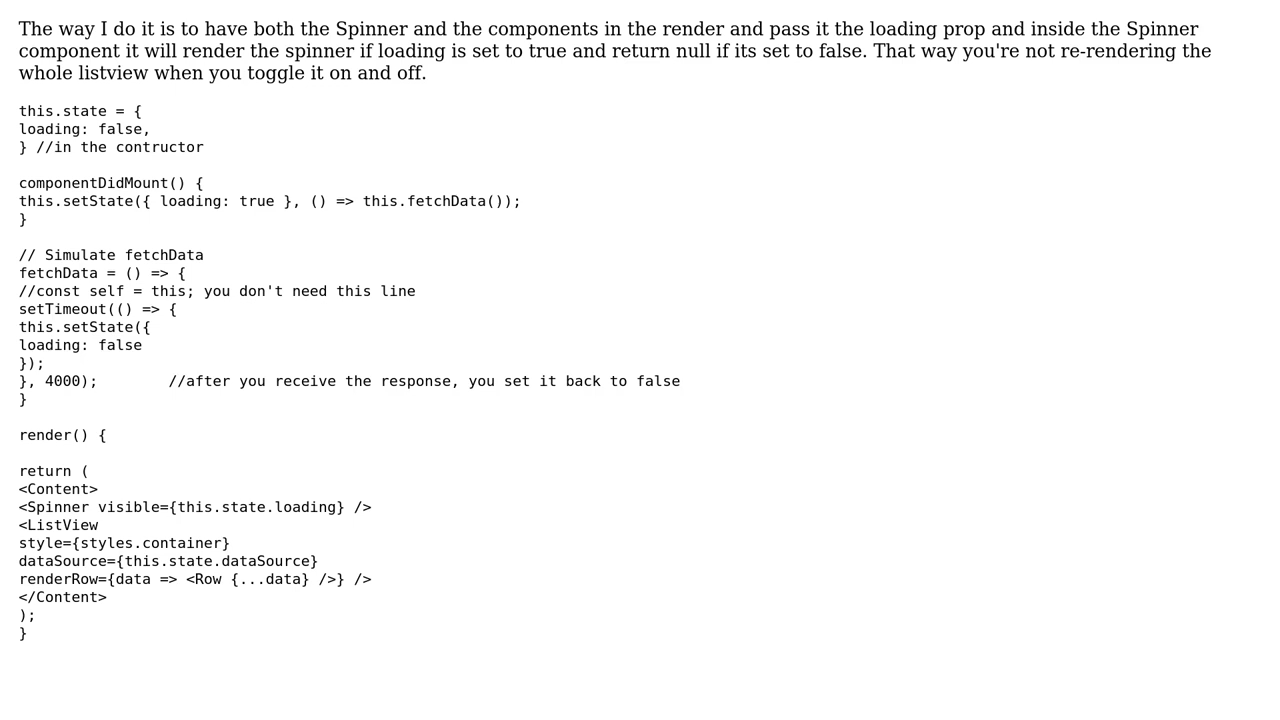 The way I do it is to have both the Spinner and the components in the render and pass it the loading prop and inside the Spinner
component it will render the spinner if loading is set to true and return null if its set to false. That way you're not re-rendering the
whole listview when you toggle it on and off.
this.state = {
loading: false,
} //in the contructor
componentDidMount() {
this.setState({ loading: true }, () => this.fetchData());
}
// Simulate fetchData
fetchData = () => {
//const self = this; you don't need this line
setTimeout(() => {
this.setState({
loading: false
});
}, 4000);        //after you receive the response, you set it back to false
}
render() {
return (
<Content>
<Spinner visible={this.state.loading} />
<ListView
style={styles.container}
dataSource={this.state.dataSource}
renderRow={data => <Row {...data} />} />
</Content>
);
}